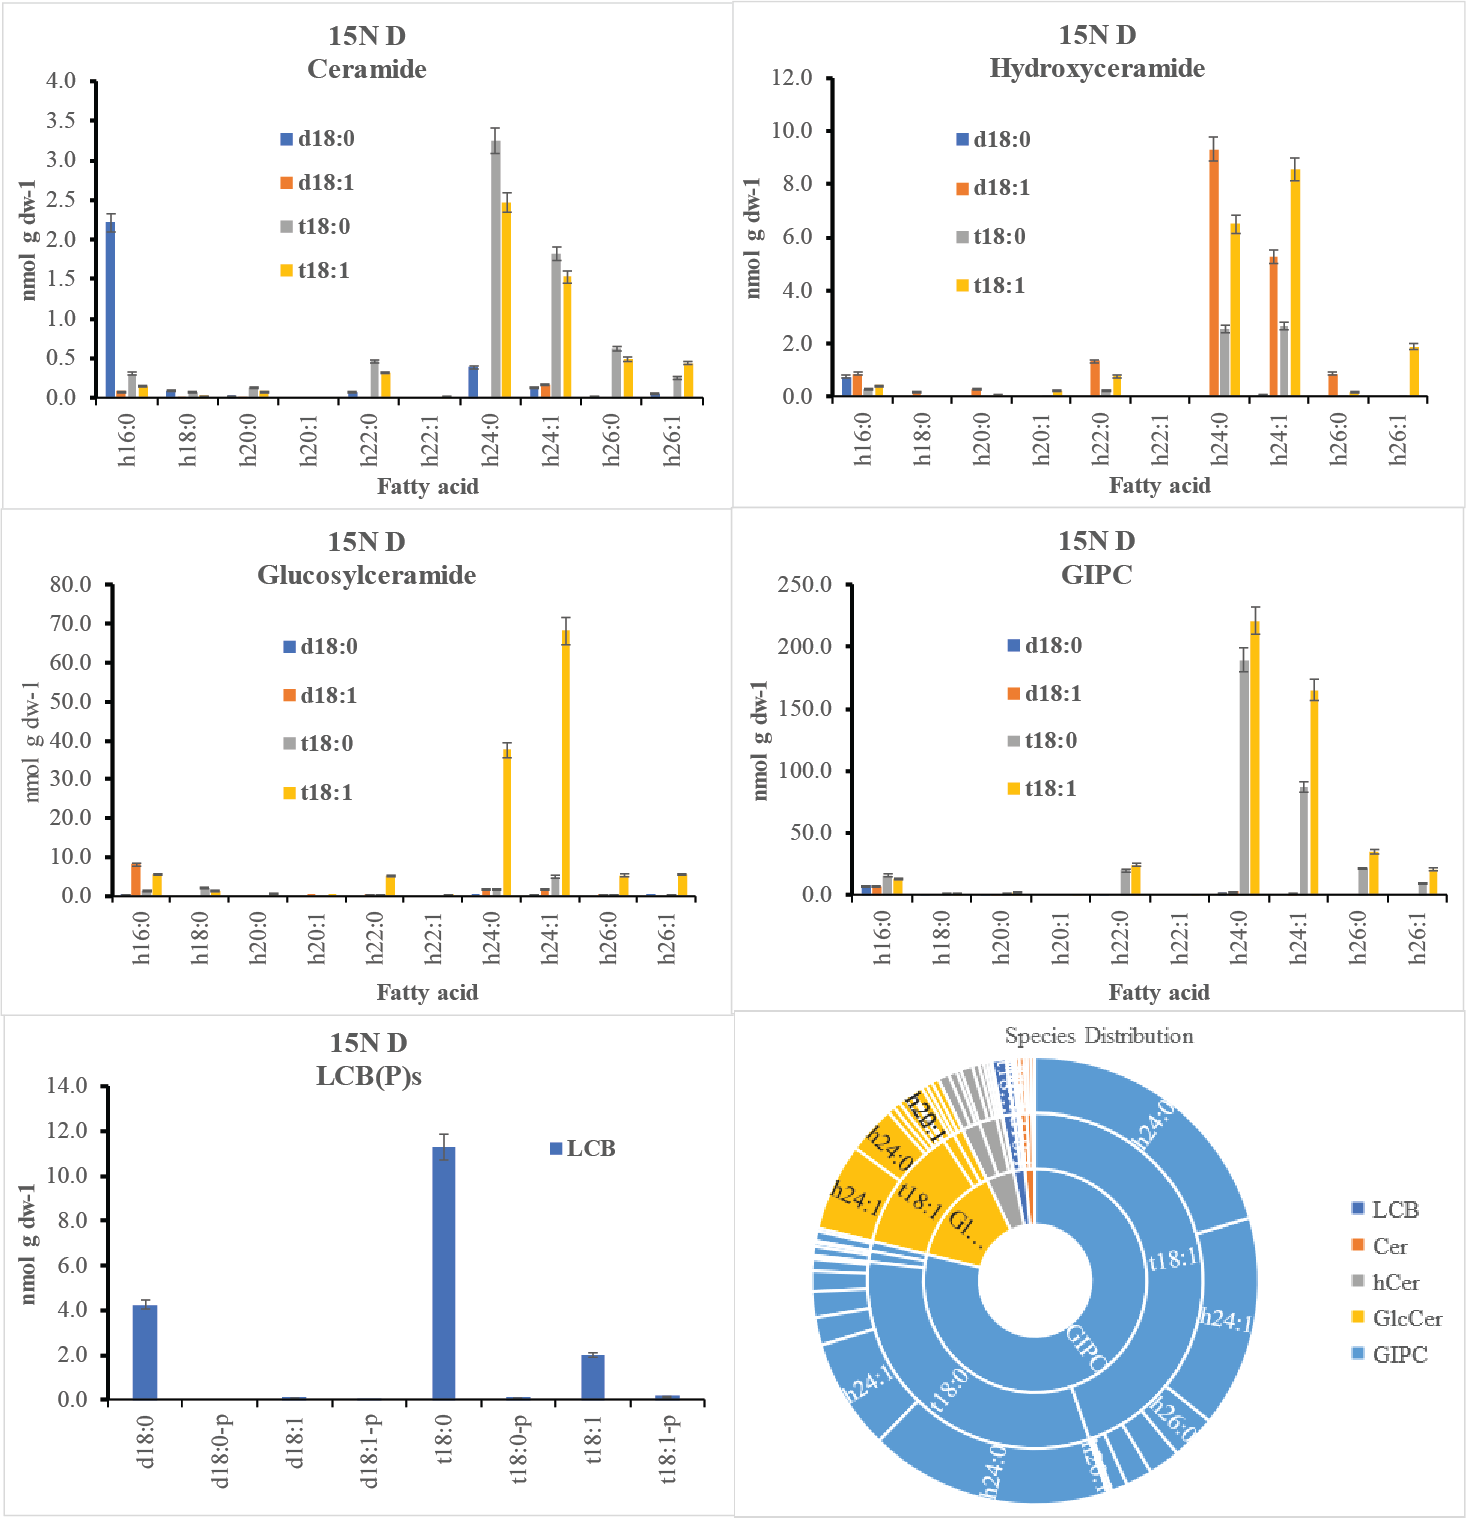 15N D
Ceramide
4.0
3.5
3.0
2.5
2.0
1.5
1.0
0.5
0.0
nmol g dw-1
d18:0
d18:1
t18:0
t18:1
h16:0
h18:0
h20:0
h20:1
h22:0
h22:1
h24:0
h24:1
h26:0
h26:1
Fatty acid
15N D
Hydroxyceramide
12.0
10.0
8.0
6.0
4.0
2.0
0.0
nmol g dw-1
d18:0
d18:1
t18:0
t18:1
h16:0
h18:0
h20:0
h20:1
h22:0
h22:1
h24:0
h24:1
h26:0
h26:1
Fatty acid
15N D
Glucosylceramide
80.0
70.0
60.0
50.0
40.0
30.0
20.0
10.0
0.0
nmol g dw-1
d18:0
d18:1
t18:0
t18:1
h16:0
h18:0
h20:0
h20:1
h22:0
h22:1
h24:0
h24:1
h26:0
h26:1
Fatty acid
15N D
GIPC
250.0
200.0
150.0
100.0
50.0
0.0
nmol g dw-1
d18:0
d18:1
t18:0
t18:1
h16:0
h18:0
h20:0
h20:1
h22:0
h22:1
h24:0
h24:1
h26:0
h26:1
Fatty acid
15N D
LCB(P)s
14.0
12.0
10.0
8.0
6.0
4.0
2.0
0.0
nmol g dw-1
LCB
d18:0
d18:0-p
d18:1
d18:1-p
t18:0
t18:0-p
t18:1
t18:1-p
Species Distribution
h24:0
h24:1
h26:0
h24:0
h24:1
h24:1
h24:0
h20:1
t18:1
t18:0
t18:1
GIPC
Gl...
LCB
Cer
hCer
GlcCer
GIPC